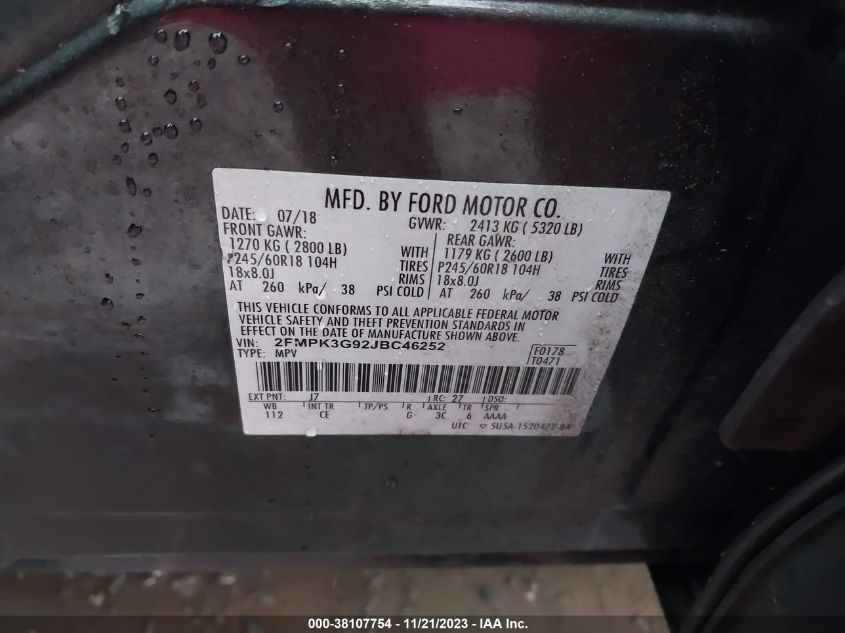 MFD. BY FORD MOTOR CO.
DATE: 07/18 GVWR: 2413 KG ( 5320 LB)
FRONT GAWR: REAR GAWR:
1270 KG ( 2800 LB) WITH 1179 KG ( 2600 LB) WITH
P245/60R18 104H TIRES P245/60R18 104H TIRES
18x8.0J RIMS 18x8.0J RIMS
AT 260 kPa/ 38 PSI COLD AT 260 kPa/ 38 PSI COLD
THIS VEHICLE CONFORMS TO ALL APPLICABLE FEDERAL MOTOR
VEHICLE SAFETY AND THEFT PREVENTION STANDARDS IN
EFFECT ON THE DATE OF MANUFACTURE SHOWN ABOVE.
VIN: 2FMPK3G92JBC46252 F0178
TYPE: MPV T0471
EXT PNT: J7 RC: 27 DSO:
WB INT TR TP/PS R AXLE TR SPR
112 CE G 3C 6 AAAA
UTC
000-38107754 - 11/21/2023 - © IAA Inc.